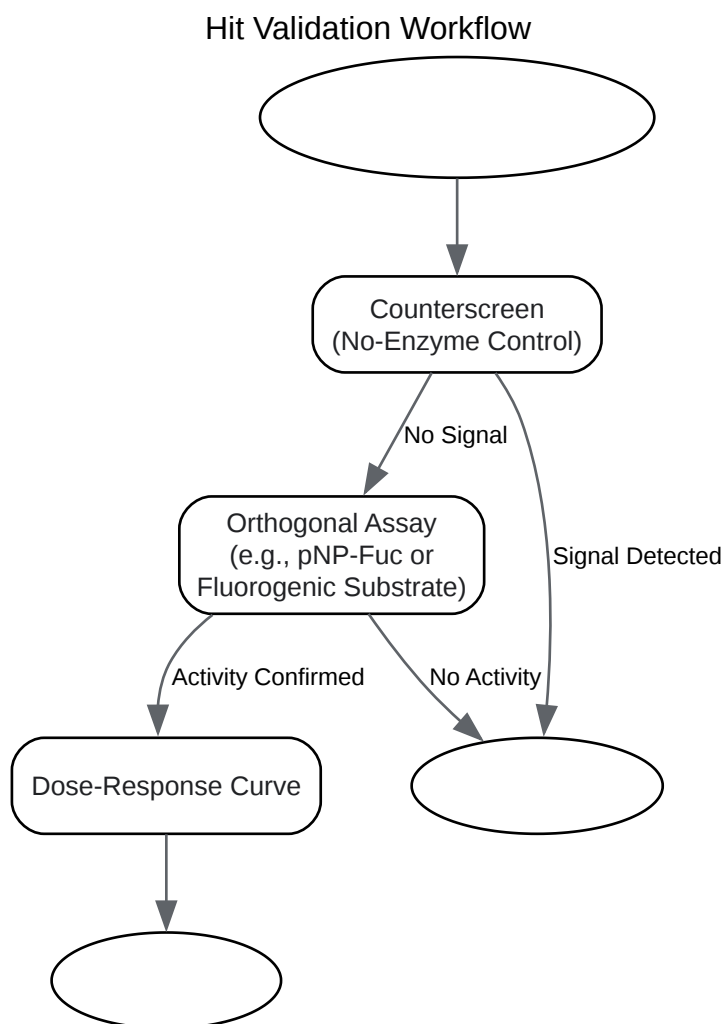 Hit Validation Workflow
Counterscreen
(No-Enzyme Control)
No Signal
Orthogonal Assay
(e.g., pNP-Fuc or
Fluorogenic Substrate)
Signal Detected
Activity Confirmed
No Activity
Dose-Response Curve